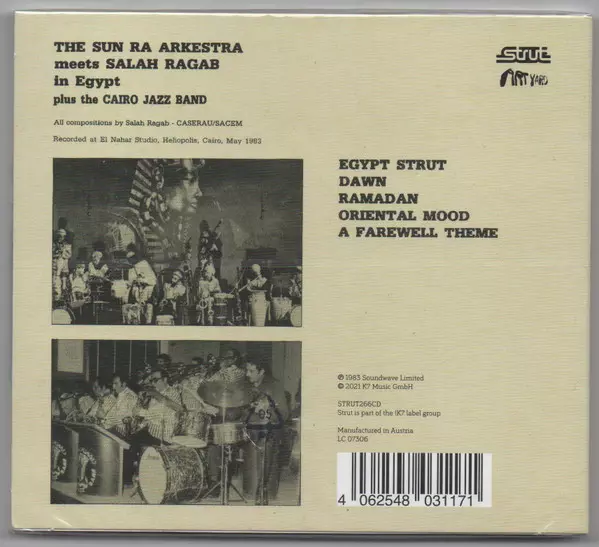 THE SUN RA ARKESTRA
meets SALAH RAGAB
in Egypt
plus the CAIRO JAZZ BAND
All compositions by Salah Ragab - CASERAU/SACEM
Recorded at El Nahar Studio, Heliopolis, Cairo, May 1983
Strut
ART YARD
EGYPT STRUT
DAWN
RAMADAN
ORIENTAL MOOD
A FAREWELL THEME
℗ 1983 Soundwave Limited
© 2021 K7 Music GmbH
STRUT266CD
Strut is part of the !K7 label group
Manufactured in Austria
LC 07306
4 062548 031171